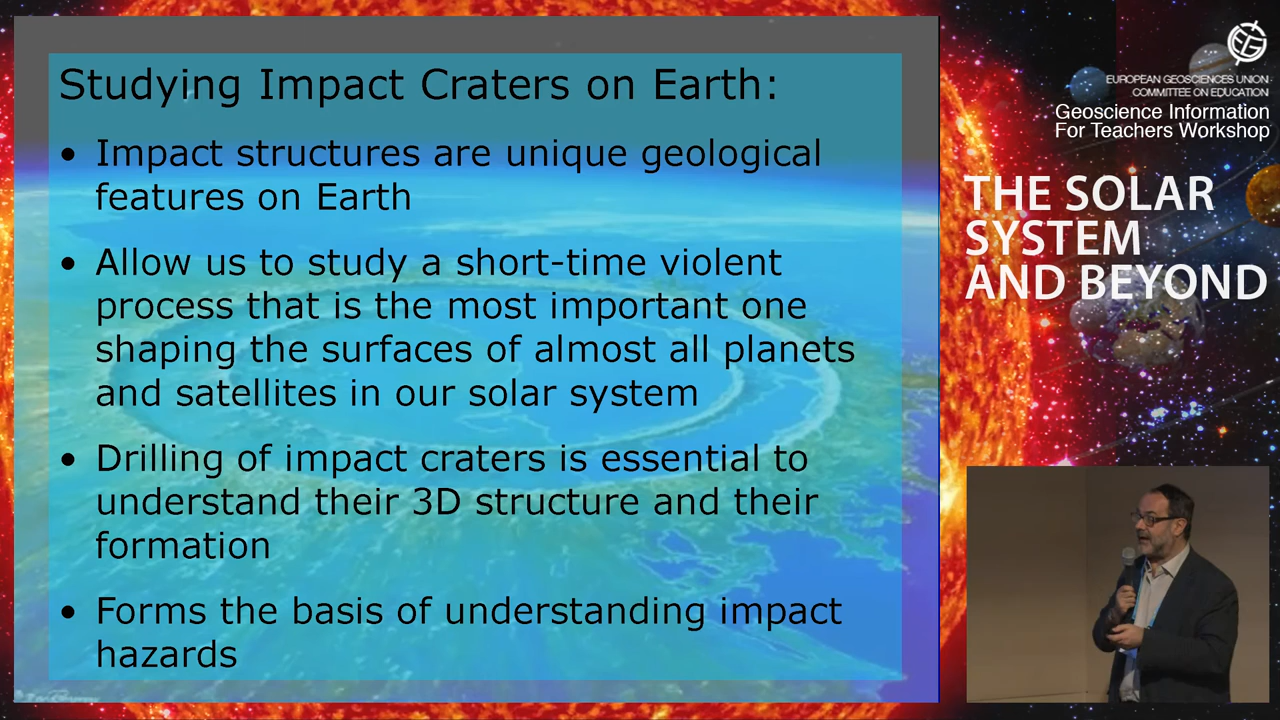 Studying Impact Craters on Earth:
• Impact structures are unique geological
features on Earth
• Allow us to study a short-time violent
process that is the most important one
shaping the surfaces of almost all planets
and satellites in our solar system
• Drilling of impact craters is essential to
understand their 3D structure and their
formation
• Forms the basis of understanding impact
hazards
EUROPEAN GEOSCIENCES UNION
COMMITTEE ON EDUCATION
Geoscience Information
For Teachers Workshop
THE SOLAR
SYSTEM
AND BEYOND